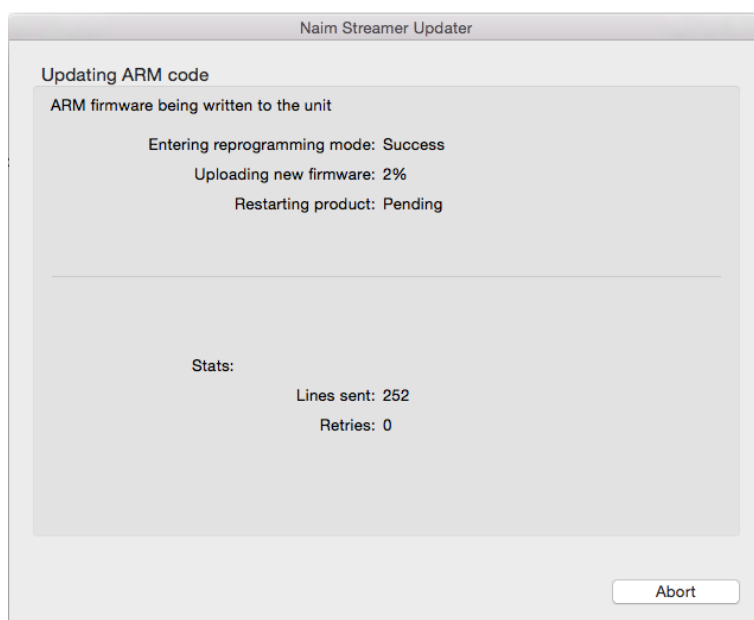 Naim Streamer Updater
Updating ARM code
ARM firmware being written to the unit
Entering reprogramming mode: Success
Uploading new firmware: 2%
Restarting product: Pending
Stats:
Lines sent: 252
Retries: 0
Abort